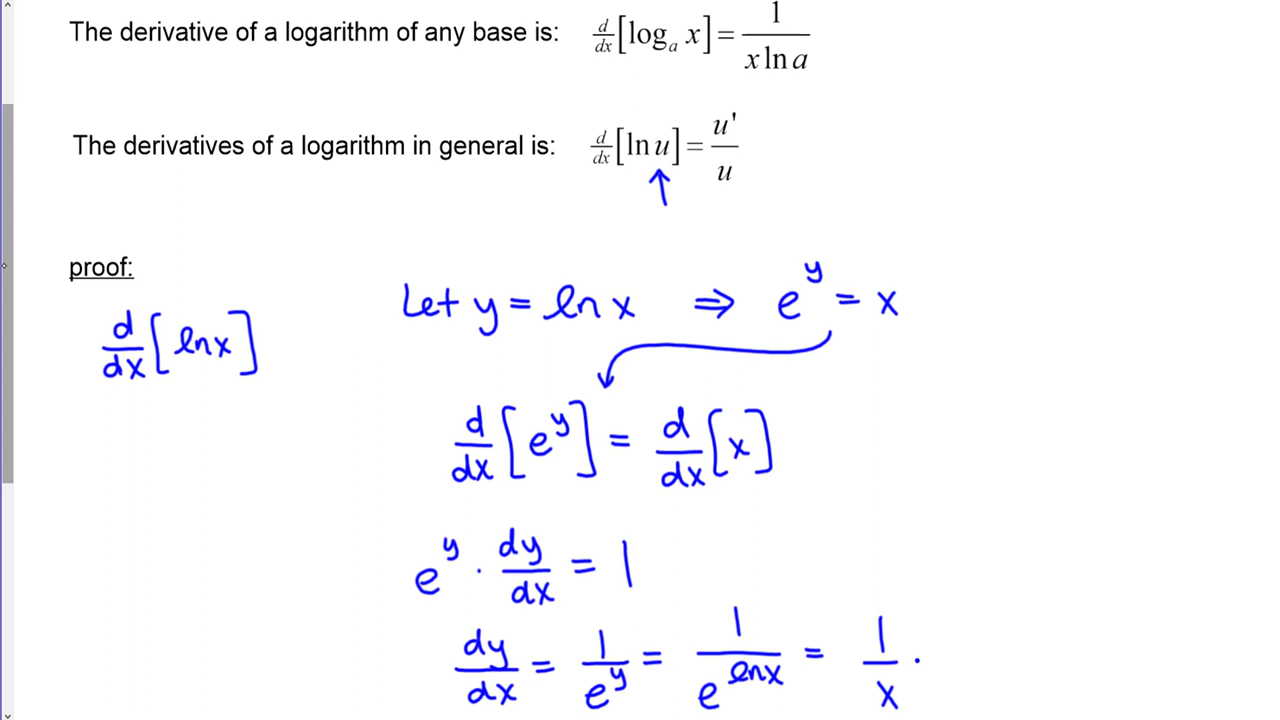 The derivative of a logarithm of any base is: d/dx [log_a x] = 1/(x ln a)
The derivatives of a logarithm in general is: d/dx [ln u] = u'/u
proof:
Let y = ln x ⇒ e^y = x
d/dx [ln x]
d/dx [e^y] = d/dx [x]
e^y · dy/dx = 1
dy/dx = 1/e^y = 1/e^(ln x) = 1/x .